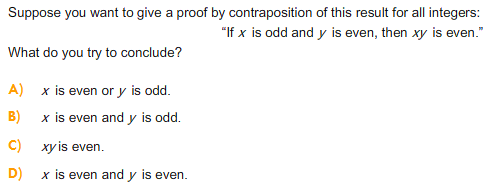 Suppose you want to give a proof by contraposition of this result for all integers:
"If x is odd and y is even, then xy is even."
What do you try to conclude?
A) x is even or y is odd.
B) x is even and y is odd.
C) xy is even.
D) x is even and y is even.